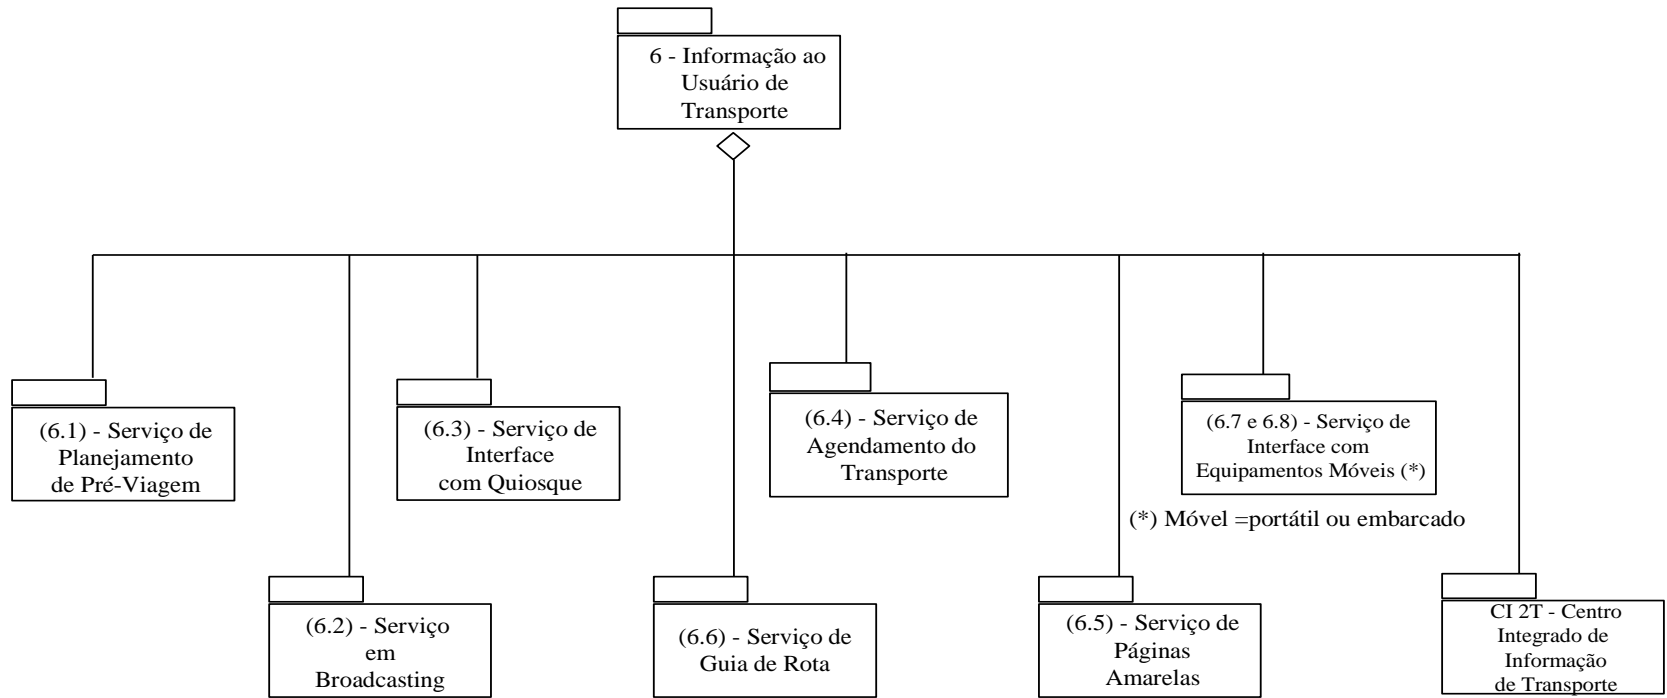 6 - Informação ao
Usuário de
Transporte
(6.1) - Serviço de
Planejamento
de Pré-Viagem
(6.3) - Serviço de
Interface
com Quiosque
(6.4) - Serviço de
Agendamento do
Transporte
(6.7 e 6.8) - Serviço de
Interface com
Equipamentos Móveis (*)
(*) Móvel =portátil ou embarcado
(6.2) - Serviço
em
Broadcasting
(6.6) - Serviço de
Guia de Rota
(6.5) - Serviço de
Páginas
Amarelas
CI 2T - Centro
Integrado de
Informação
de Transporte